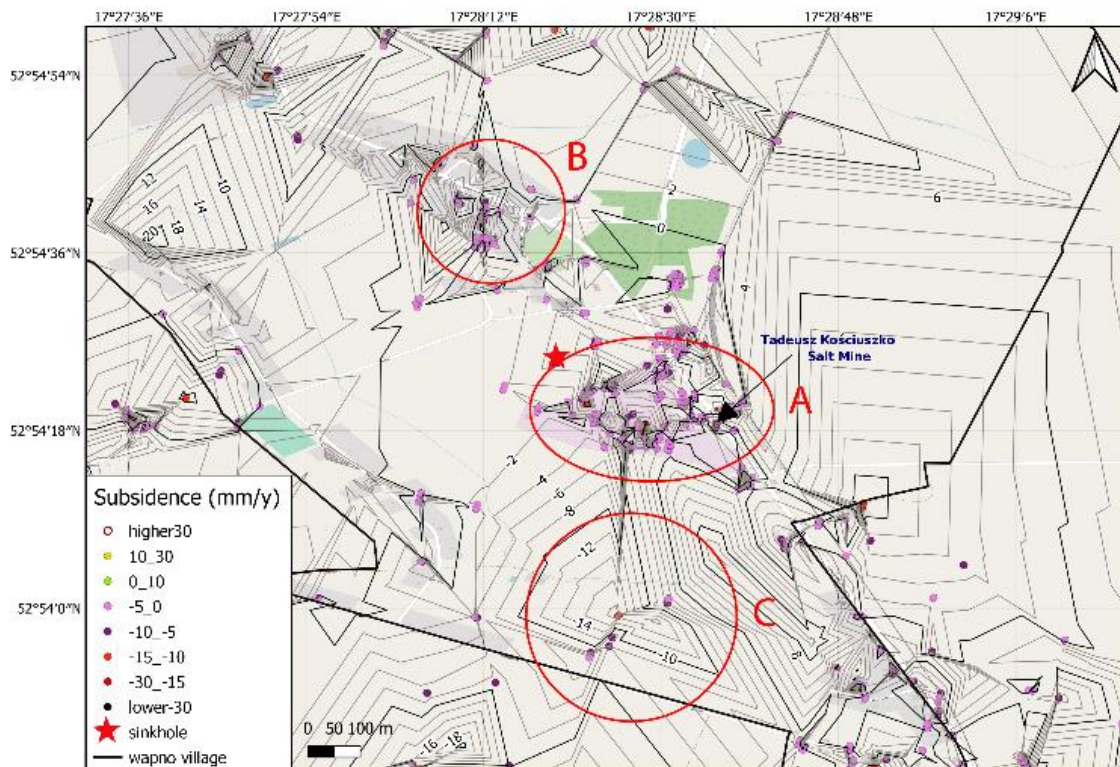 17°27'36"E 17°27'54"E 17°28'12"E 17°28'30"E 17°28'48"E 17°29'6"E
52°54'54"N
B
12
10
16
14
18
20
2
0
6
52°54'36"N
4
Tadeusz Kościuszko
Salt Mine
A
52°54'18"N
-2
-4
-6
-8
Subsidence (mm/y)
higher30
10_30
0_10
-5_0
-10_-5
-15_-10
-30_-15
lower-30
sinkhole
wapno village
-12
52°54'0"N
C
-14
-10
0 50 100 m
-16 -18